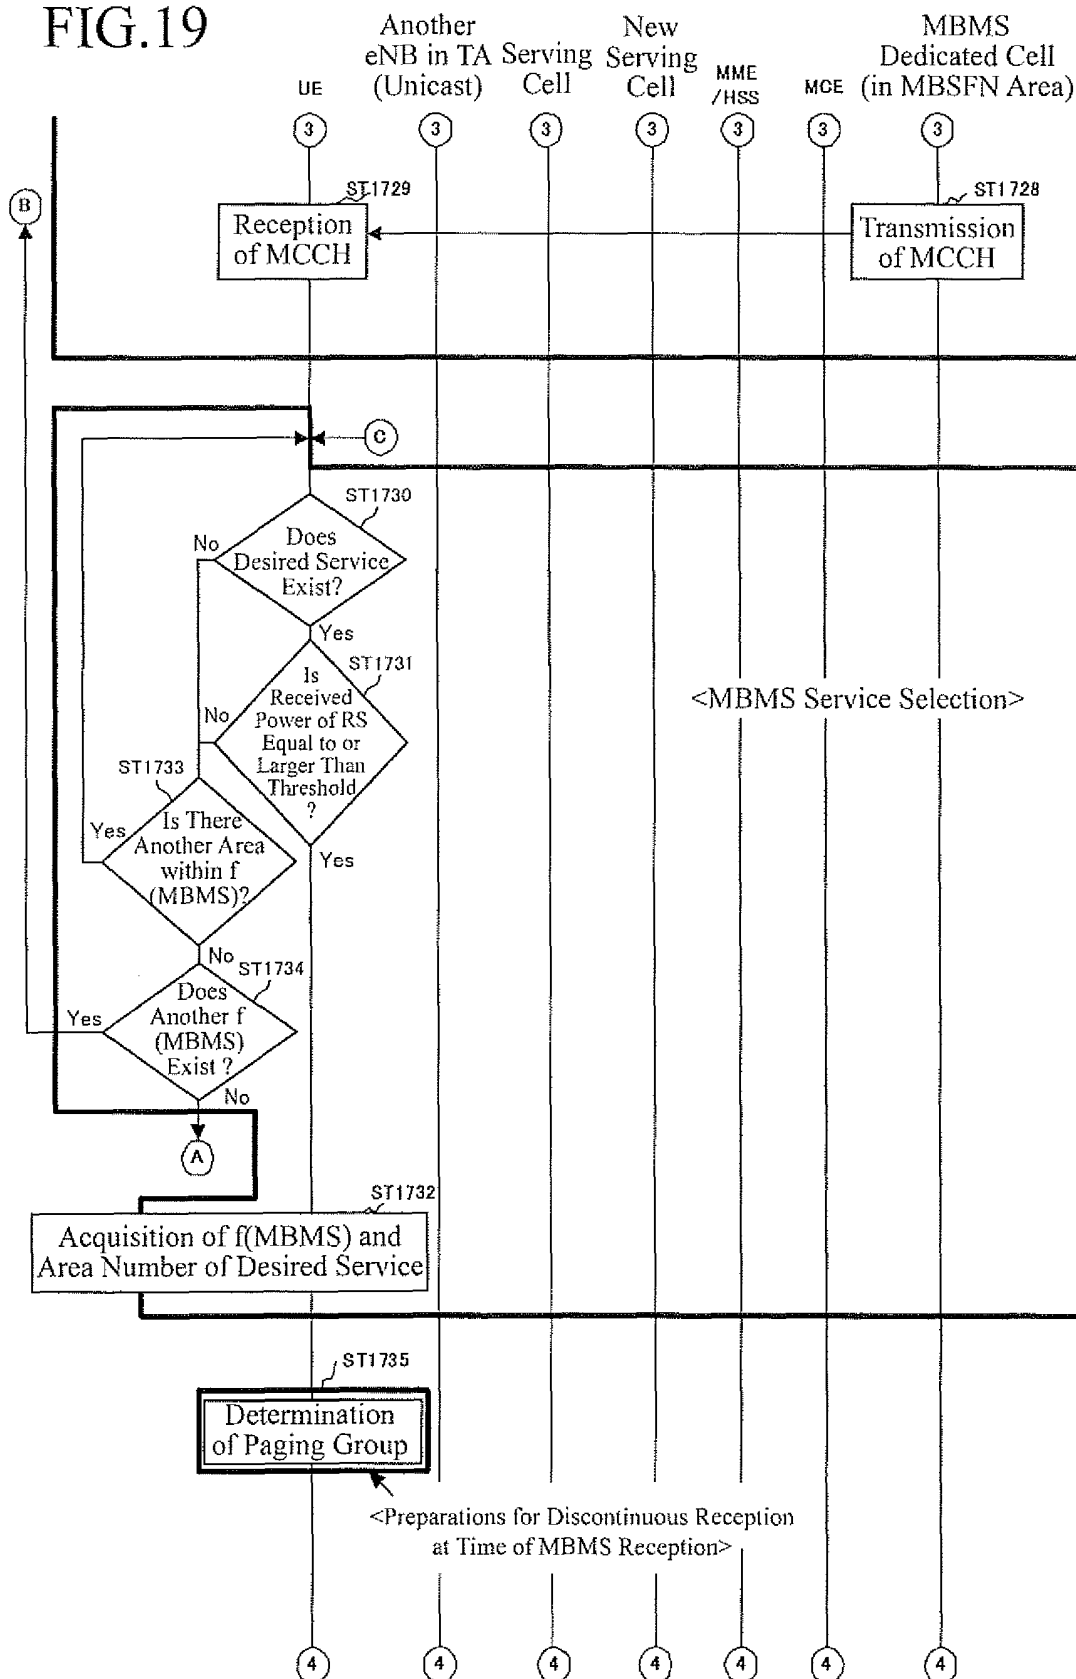 FIG.19
UE
Another
eNB in TA
(Unicast)
Serving
Cell
New
Serving
Cell
MME
/HSS
MCE
MBMS
Dedicated Cell
(in MBSFN Area)
3
3
3
3
3
3
3
B
ST1729
Reception
of MCCH
ST1728
Transmission
of MCCH
C
ST1730
No
Does
Desired Service
Exist?
Yes
ST1731
Is
Received
Power of RS
Equal to or
Larger Than
Threshold
?
No
Yes
<MBMS Service Selection>
ST1733
Yes
Is There
Another Area
within f
(MBMS)?
No
ST1734
Yes
Does
Another f
(MBMS)
Exist ?
No
A
ST1732
Acquisition of f(MBMS) and
Area Number of Desired Service
ST1735
Determination
of Paging Group
<Preparations for Discontinuous Reception
at Time of MBMS Reception>
4
4
4
4
4
4
4